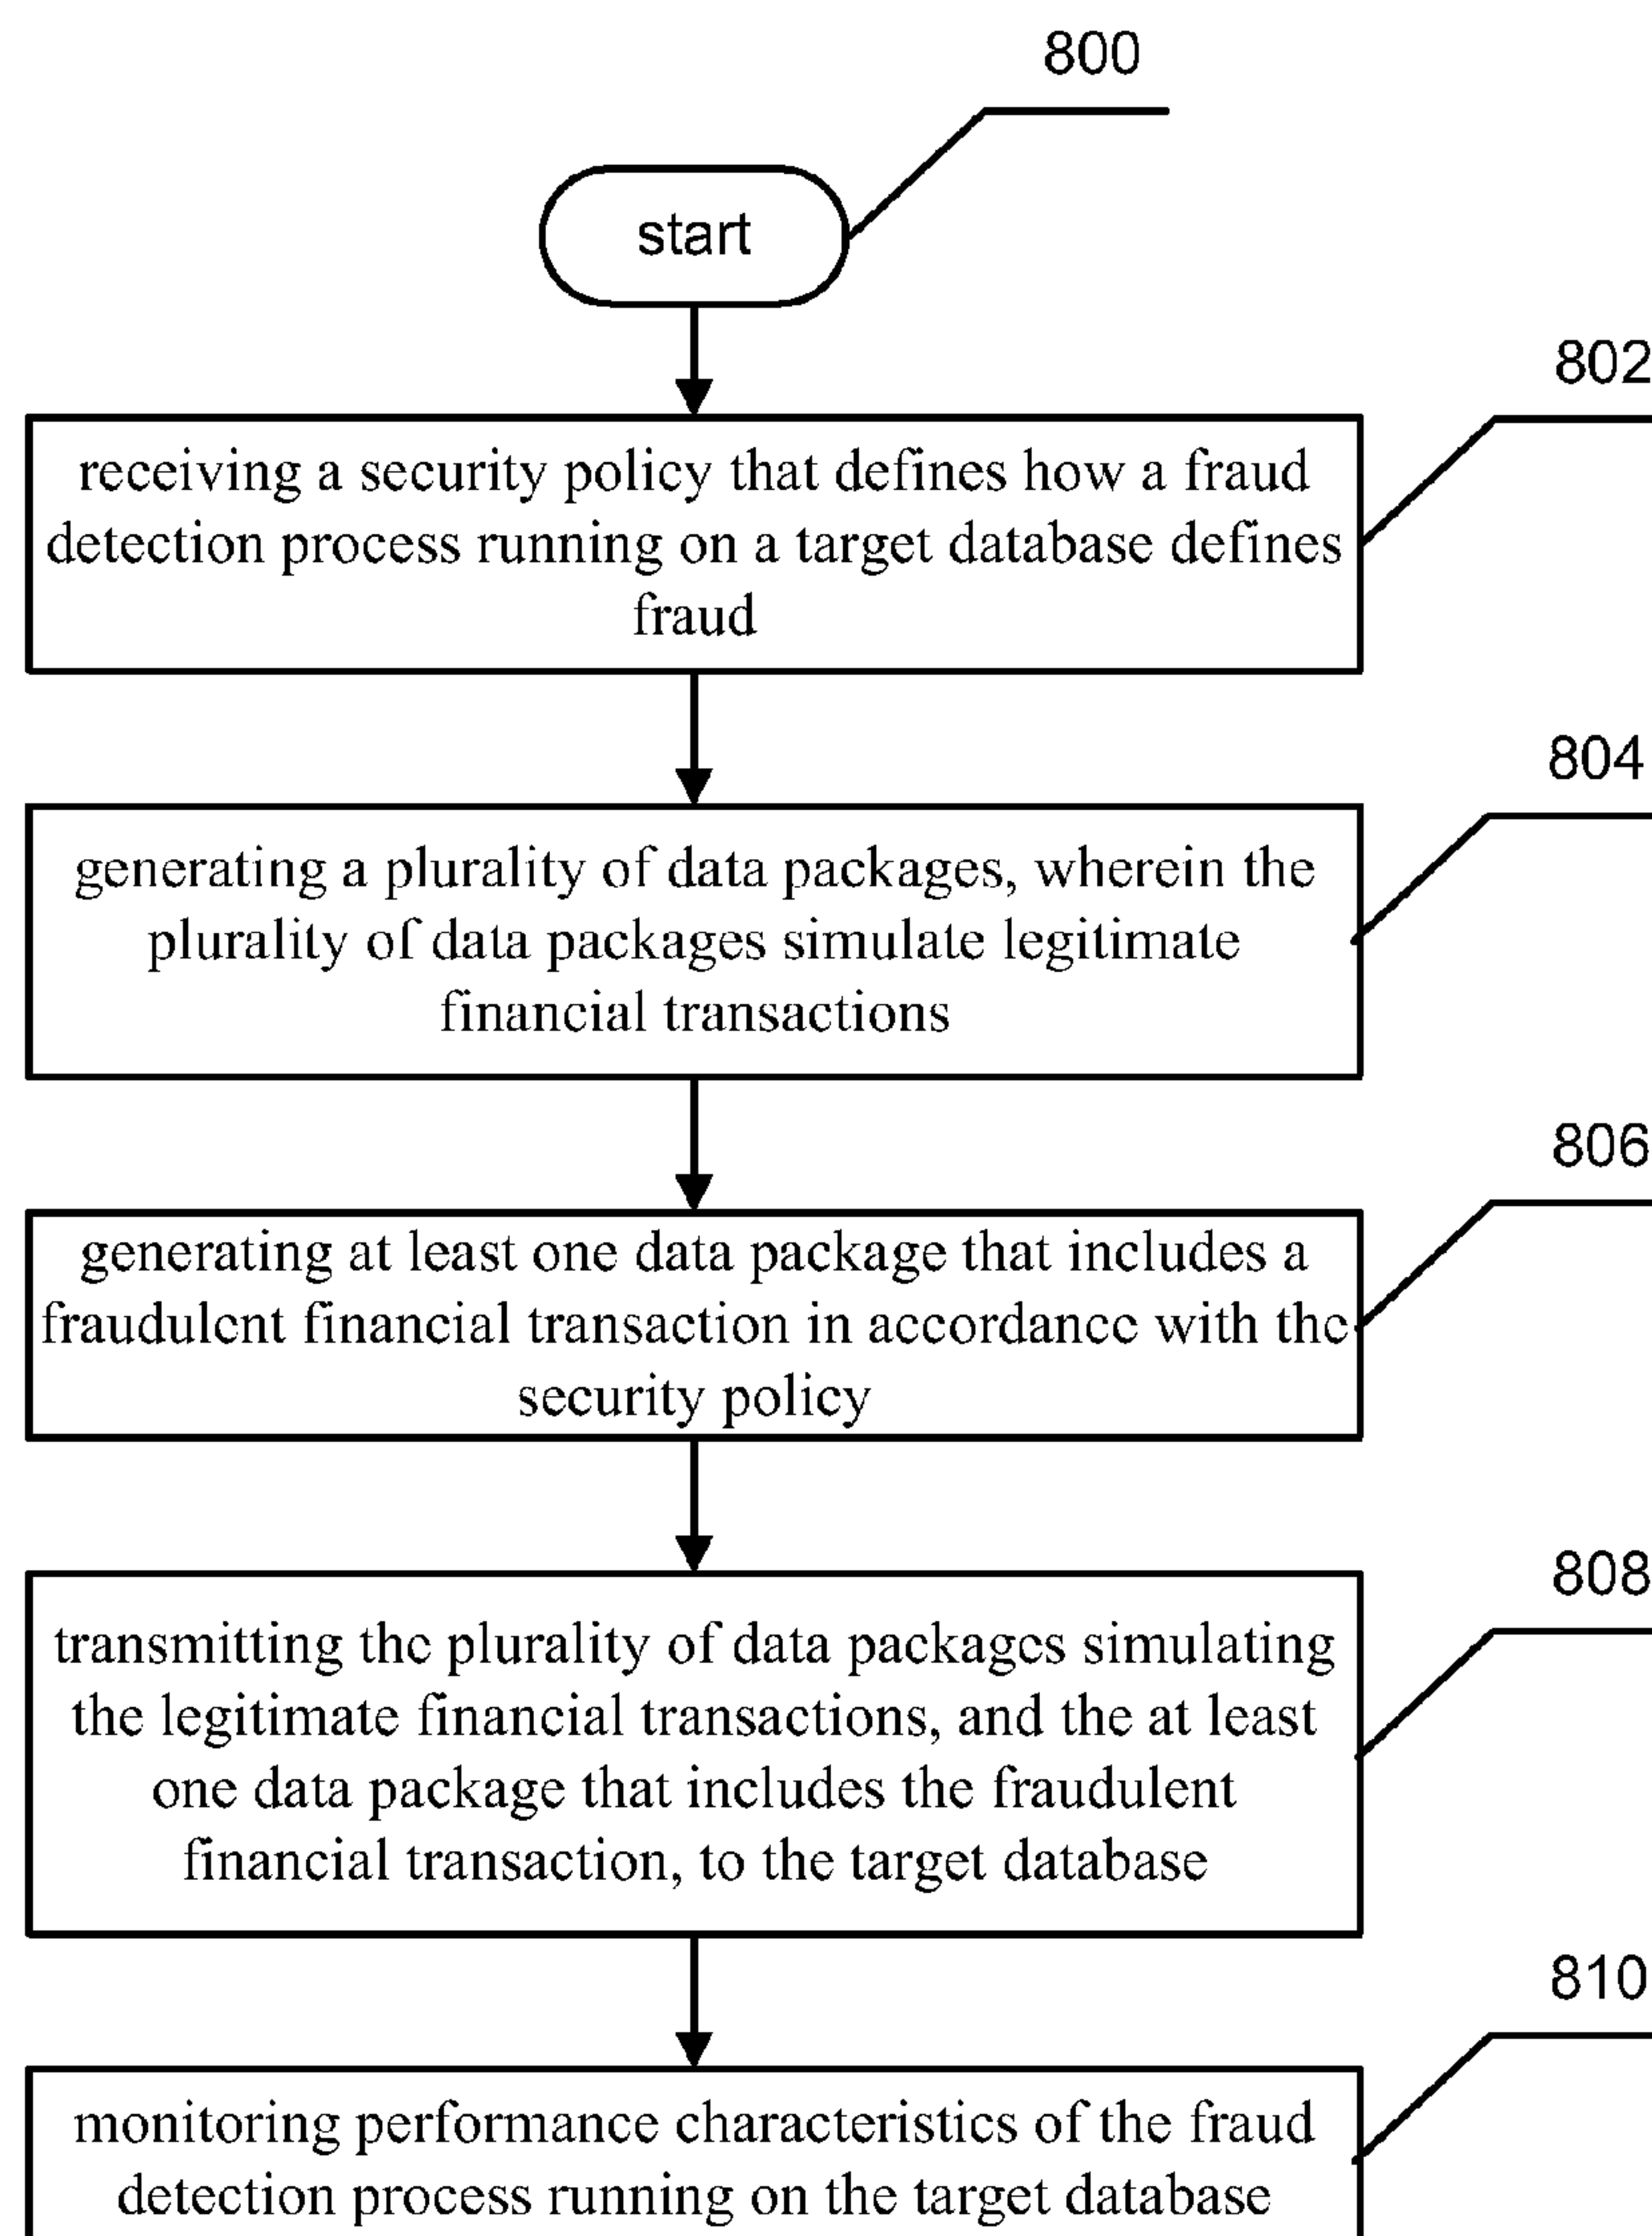 800
start
802
receiving a security policy that defines how a fraud
detection process running on a target database defines
fraud
804
generating a plurality of data packages, wherein the
plurality of data packages simulate legitimate
financial transactions
806
generating at least one data package that includes a
fraudulent financial transaction in accordance with the
security policy
808
transmitting the plurality of data packages simulating
the legitimate financial transactions, and the at least
one data package that includes the fraudulent
financial transaction, to the target database
810
monitoring performance characteristics of the fraud
detection process running on the target database